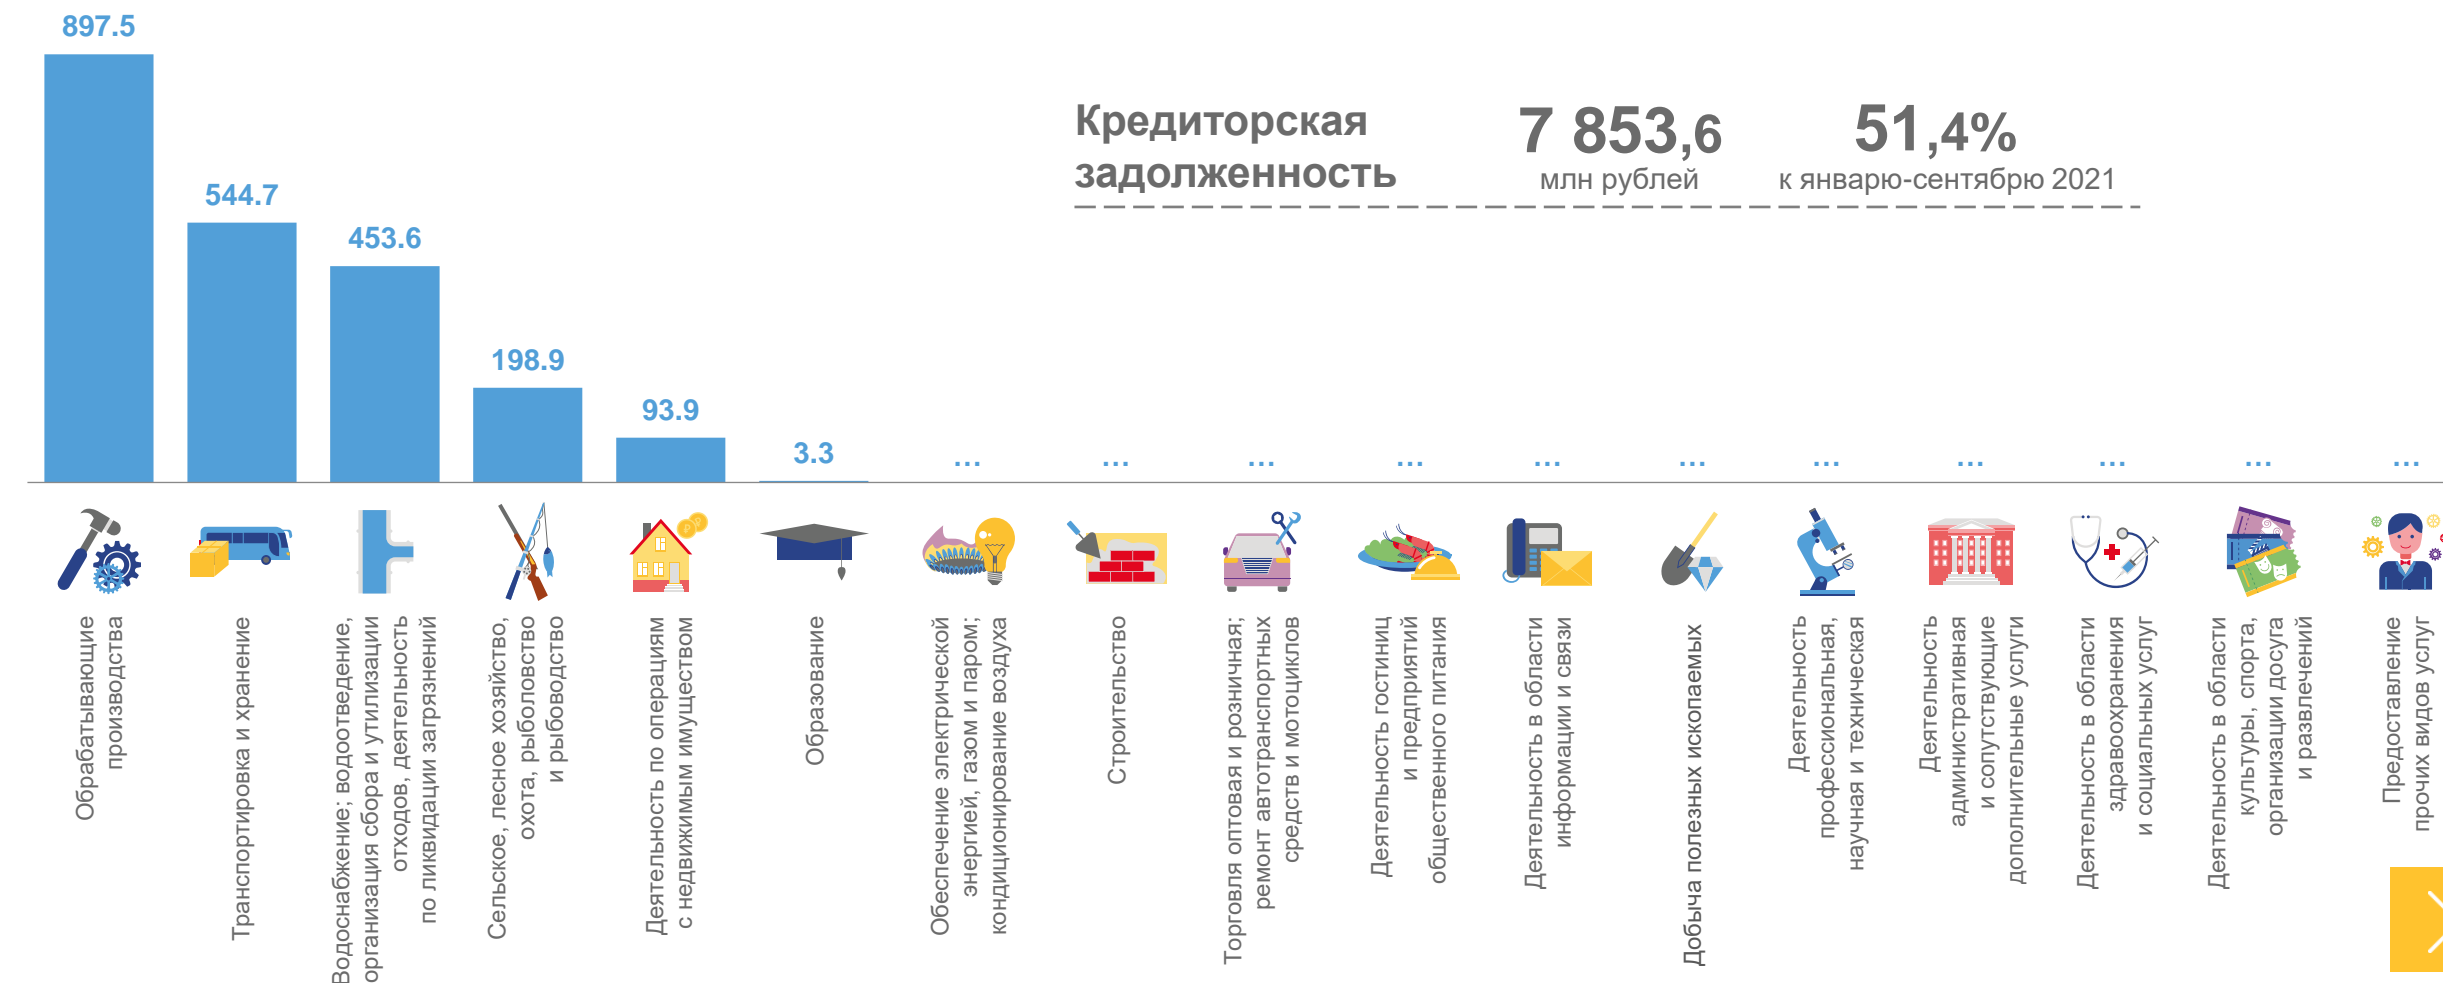 897.5
544.7
453.6
198.9
93.9
3.3
...
...
...
...
...
...
...
...
...
...
...
Кредиторская
задолженность
7 853,6
млн рублей
51,4%
к январю-сентябрю 2021
Обрабатывающие
производства
Транспортировка и хранение
Водоснабжение; водоотведение,
организация сбора и утилизации
отходов, деятельность
по ликвидации загрязнений
Сельское, лесное хозяйство,
охота, рыболовство
и рыбоводство
Деятельность по операциям
с недвижимым имуществом
Образование
Обеспечение электрической
энергией, газом и паром;
кондиционирование воздуха
Строительство
Торговля оптовая и розничная;
ремонт автотранспортных
средств и мотоциклов
Деятельность гостиниц
и предприятий
общественного питания
Деятельность в области
информации и связи
Добыча полезных ископаемых
Деятельность
профессиональная,
научная и техническая
Деятельность
административная
и сопутствующие
дополнительные услуги
Деятельность в области
здравоохранения
и социальных услуг
Деятельность в области
культуры, спорта,
организации досуга
и развлечений
Предоставление
прочих видов услуг